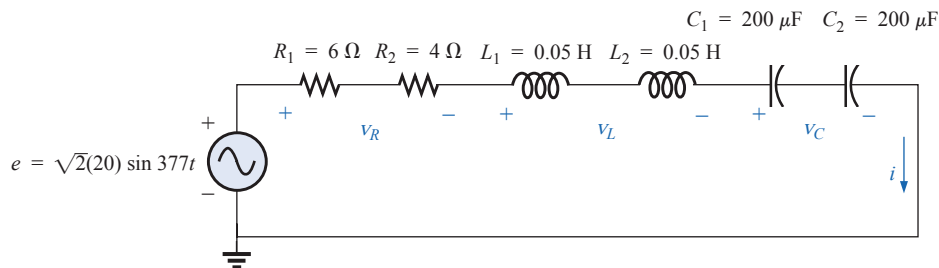 C₁ = 200 μF C₂ = 200 μF
R₁ = 6 Ω R₂ = 4 Ω L₁ = 0.05 H L₂ = 0.05 H
+ + − + − + −
v_R v_L v_C
e = √2(20) sin 377t
− i